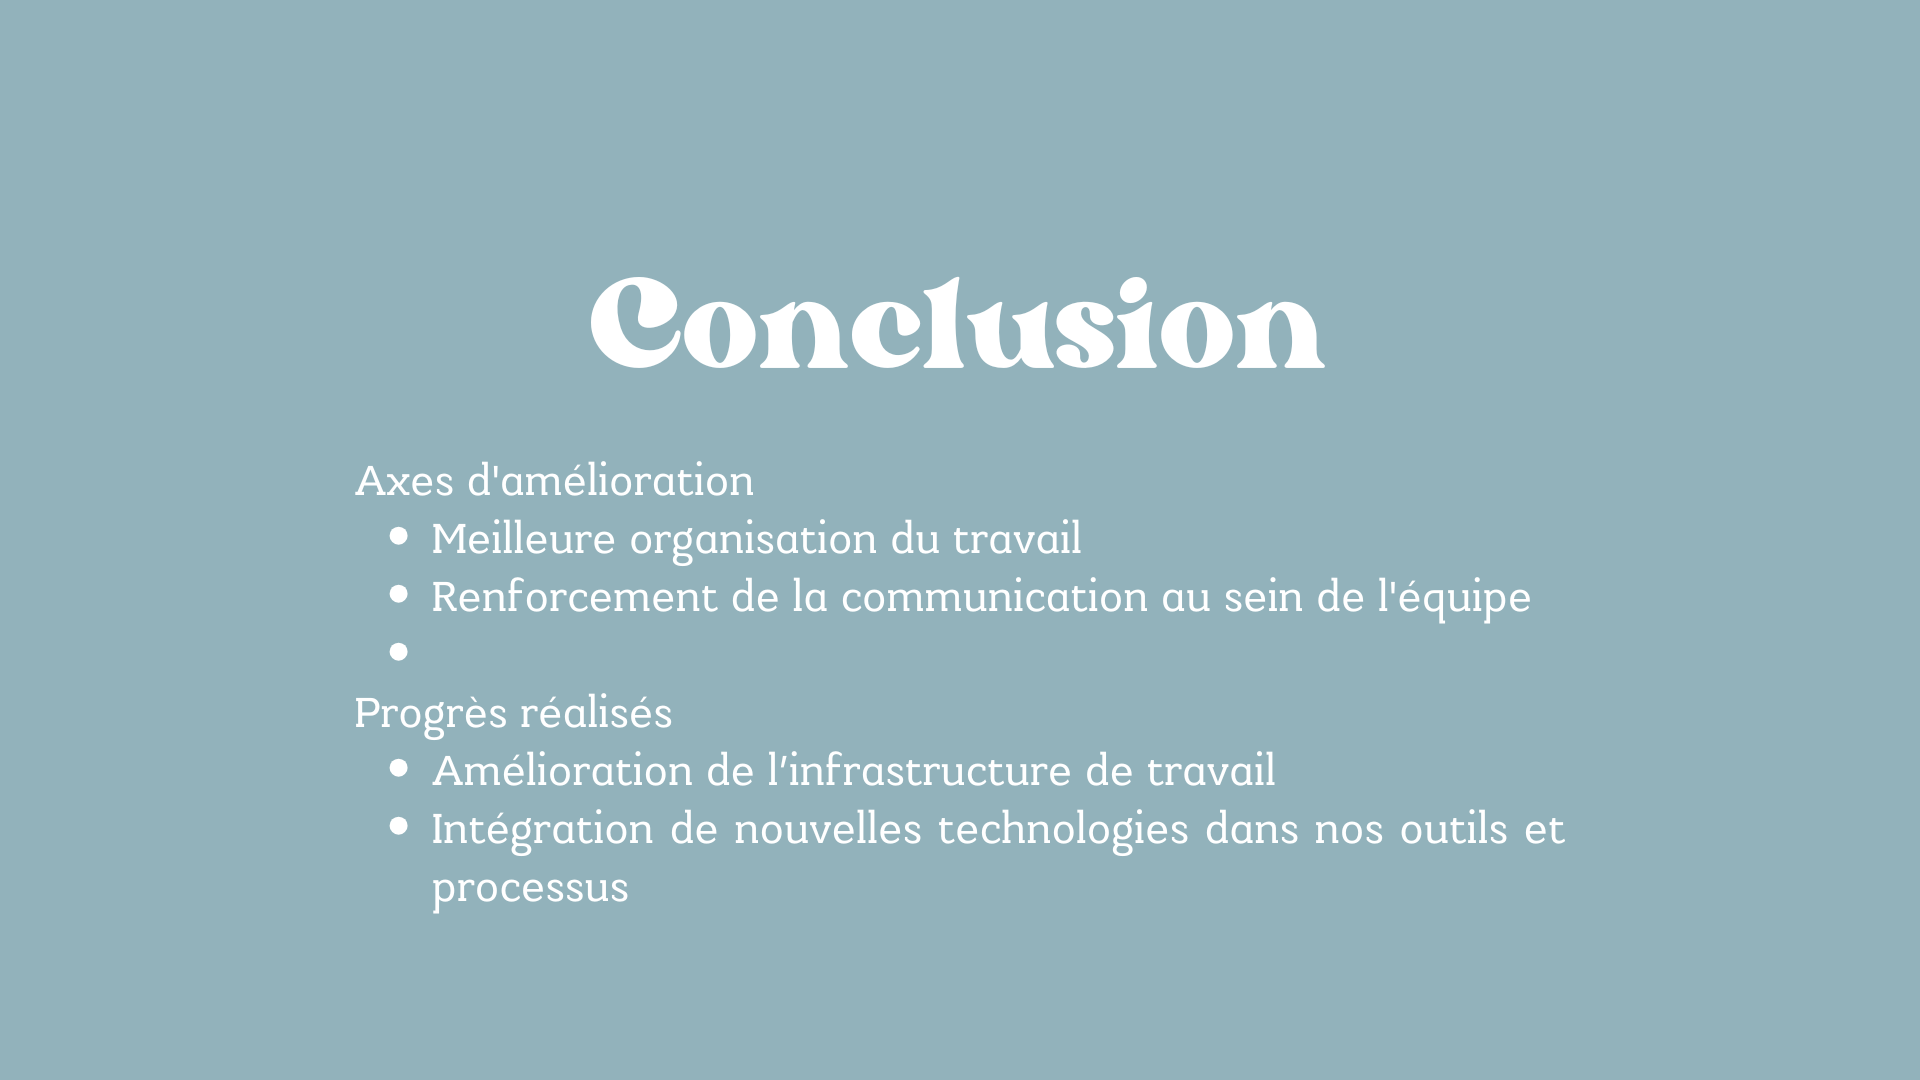 Conclusion
Axes d'amélioration
• Meilleure organisation du travail
• Renforcement de la communication au sein de l'équipe
•
Progrès réalisés
• Amélioration de l’infrastructure de travail
• Intégration de nouvelles technologies dans nos outils et
processus